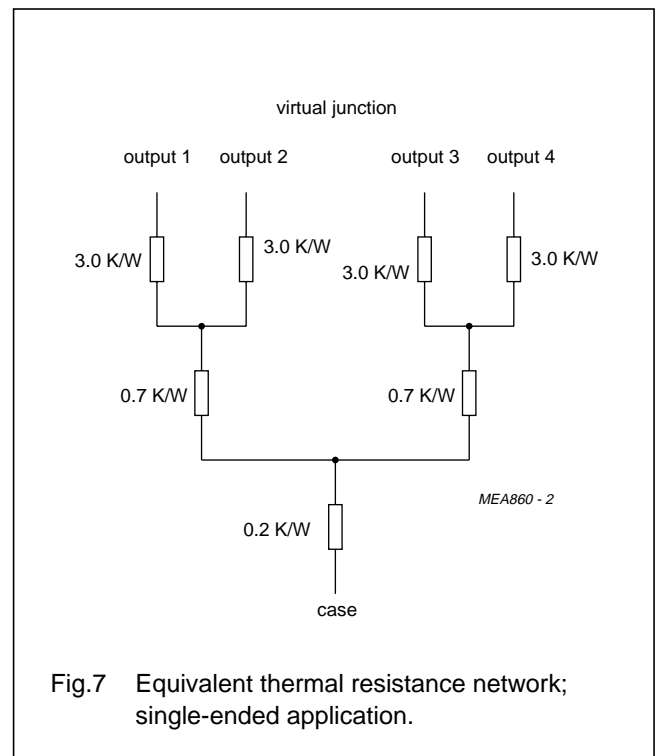 virtual junction
output 1 output 2 output 3 output 4
3.0 K/W 3.0 K/W 3.0 K/W 3.0 K/W
0.7 K/W 0.7 K/W
MEA860 - 2
0.2 K/W
case
Fig.7 Equivalent thermal resistance network;
single-ended application.